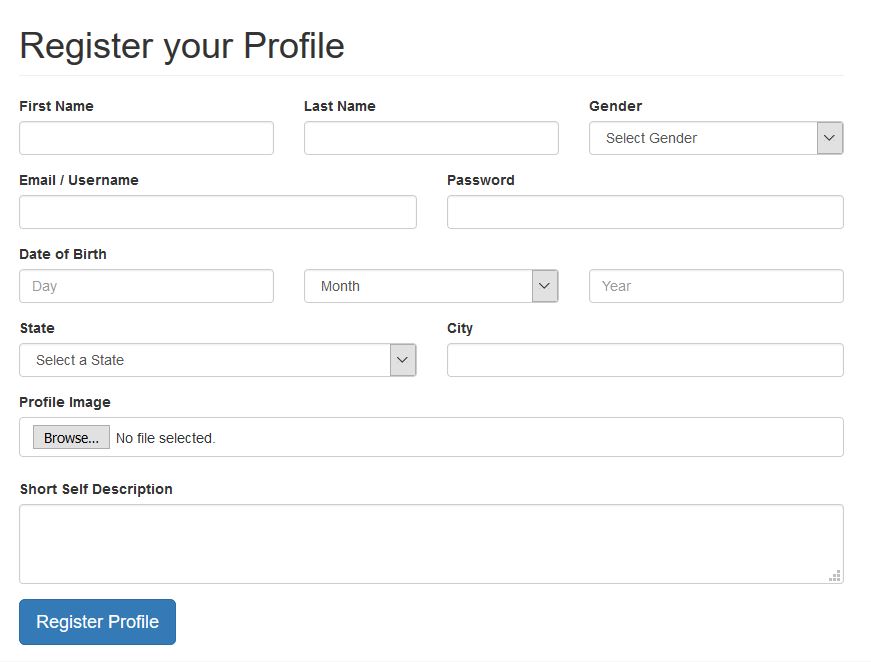 Register your Profile
First Name Last Name Gender
Select Gender
Email / Username Password
Date of Birth
Day Month Year
State City
Select a State
Profile Image
Browse... No file selected.
Short Self Description
Register Profile